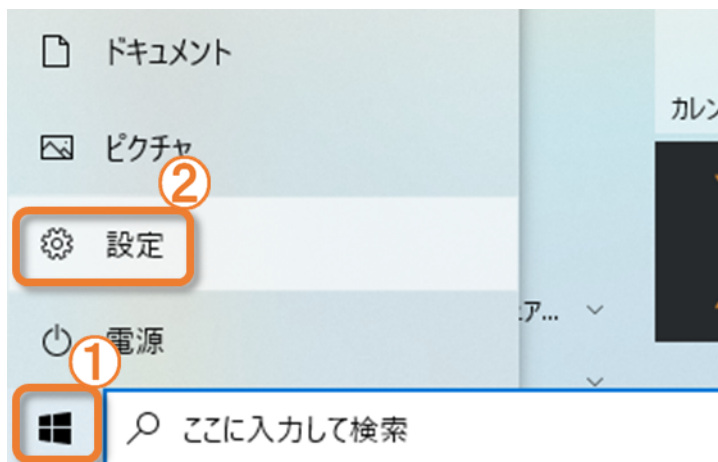 ドキュメント
カレン
ピクチャ
②
設定
ア...
電源
①
ここに入力して検索